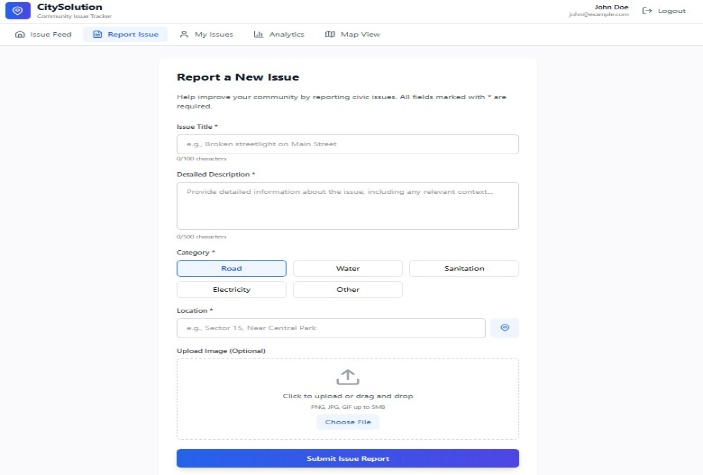 CitySolution
Community Issue Tracker
John Doe
john@example.com
Logout
Issue Feed
Report Issue
My Issues
Analytics
Map View
Report a New Issue
Help improve your community by reporting civic issues. All fields marked with * are
required.
Issue Title *
e.g., Broken streetlight on Main Street
0/100 characters
Detailed Description *
Provide detailed information about the issue, including any relevant context...
0/500 characters
Category *
Road
Water
Sanitation
Electricity
Other
Location *
e.g., Sector 15, Near Central Park
Upload Image (Optional)
Click to upload or drag and drop
PNG, JPG, GIF up to 5MB
Choose File
Submit Issue Report